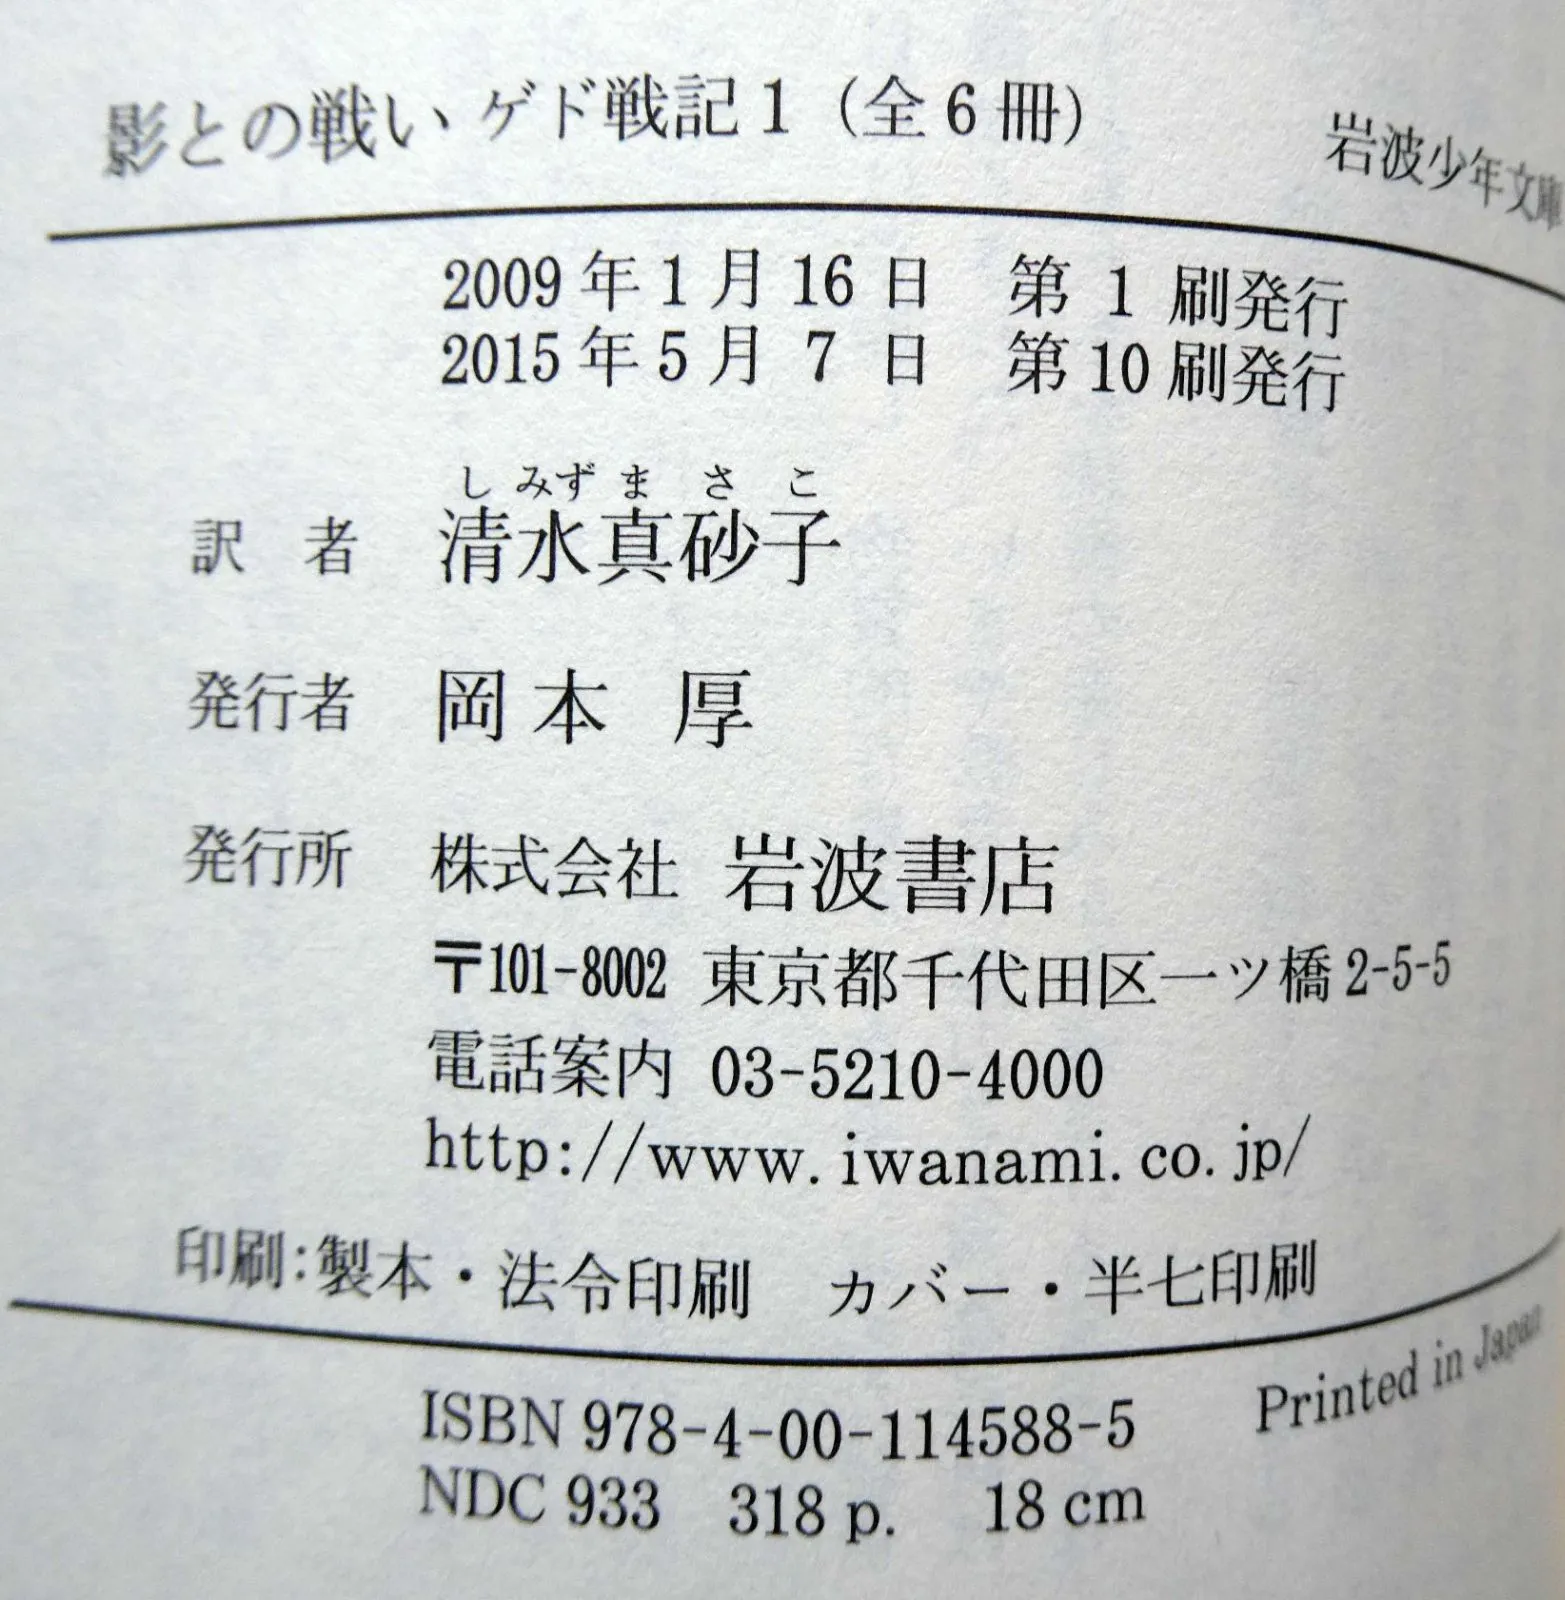 影との戦い ゲド戦記1（全6冊）
岩波少年文庫
2009年1月16日 第1刷発行
2015年5月7日 第10刷発行
しみずまさこ
訳者 清水真砂子
発行者 岡本厚
発行所 株式会社 岩波書店
〒101-8002 東京都千代田区一ツ橋2-5-5
電話案内 03-5210-4000
http://www.iwanami.co.jp/
印刷:製本・法令印刷 カバー・半七印刷
ISBN 978-4-00-114588-5 Printed in Japan
NDC 933 318 p. 18 cm